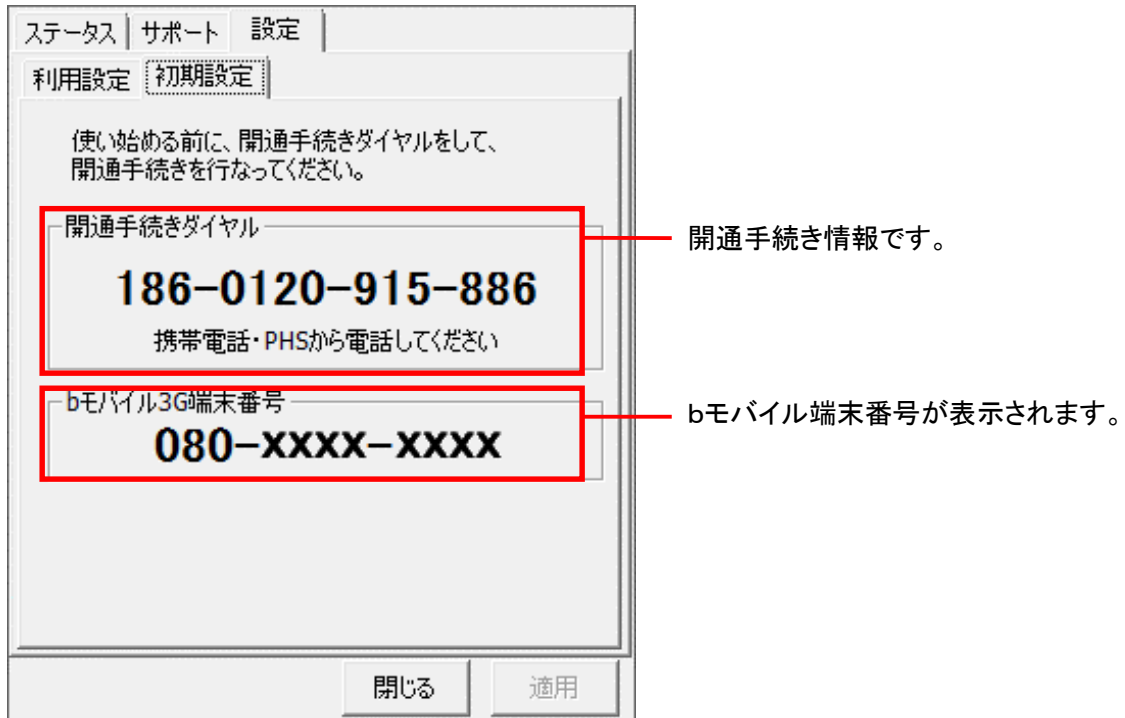 ステータス サポート 設定
利用設定 初期設定
使い始める前に、開通手続きダイヤルをして、
開通手続きを行なってください。
開通手続きダイヤル
186-0120-915-886
携帯電話・PHSから電話してください
開通手続き情報です。
bモバイル3G端末番号
080-xxxx-xxxx
bモバイル端末番号が表示されます。
閉じる 適用